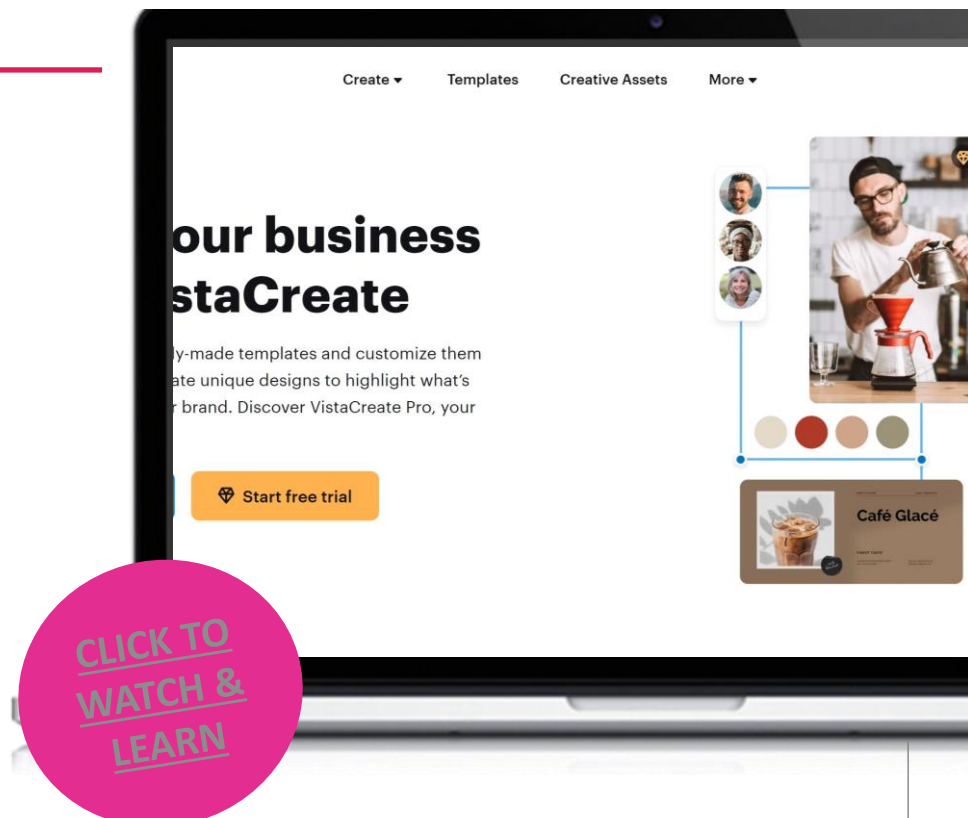 Create ▾ Templates Creative Assets More ▾
our business
staCreate
ly-made templates and customize them
ate unique designs to highlight what's
r brand. Discover VistaCreate Pro, your
Start free trial
Café Glacé
CLICK TO
WATCH &
LEARN